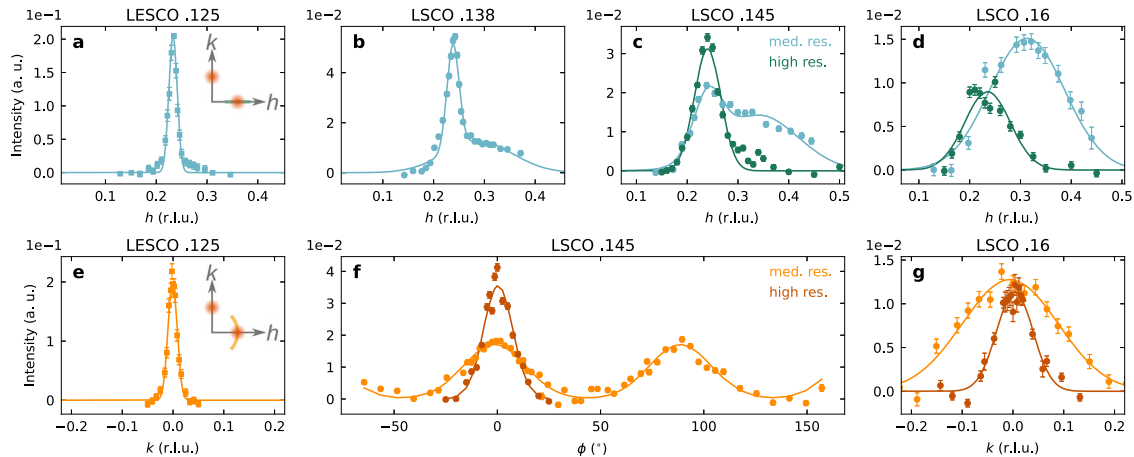 LESCO .125
LSCO .138
LSCO .145
LSCO .16
1e−1
1e−2
1e−2
1e−2
a
b
c
d
k
h
med. res.
high res.
Intensity (a. u.)
2.0
1.5
1.0
0.5
0.0
4
2
0
6
4
2
0
1.5
1.0
0.5
0.0
0.1 0.2 0.3 0.4
0.0 0.2 0.4
0.1 0.2 0.3 0.4 0.5
0.1 0.2 0.3 0.4 0.5
h (r.l.u.)
h (r.l.u.)
h (r.l.u.)
h (r.l.u.)
LESCO .125
LSCO .145
LSCO .16
1e−1
1e−2
1e−2
e
f
g
k
h
med. res.
high res.
Intensity (a. u.)
2
1
0
4
3
2
1
0
1.5
1.0
0.5
0.0
−0.2 −0.1 0.0 0.1 0.2
−50 0 50 100 150
−0.2 −0.1 0.0 0.1 0.2
k (r.l.u.)
ϕ (°)
k (r.l.u.)